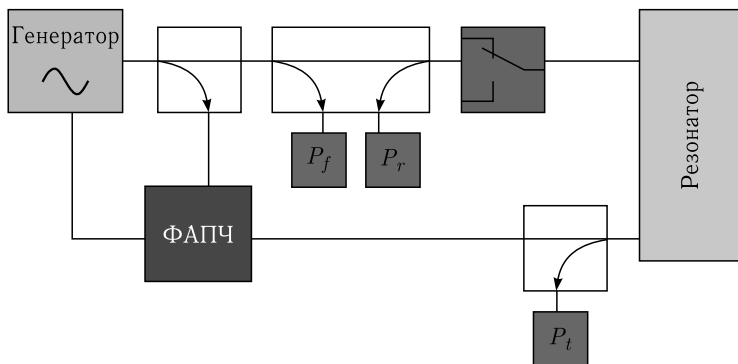 Генератор
P_f
P_r
Резонатор
ФАПЧ
P_t